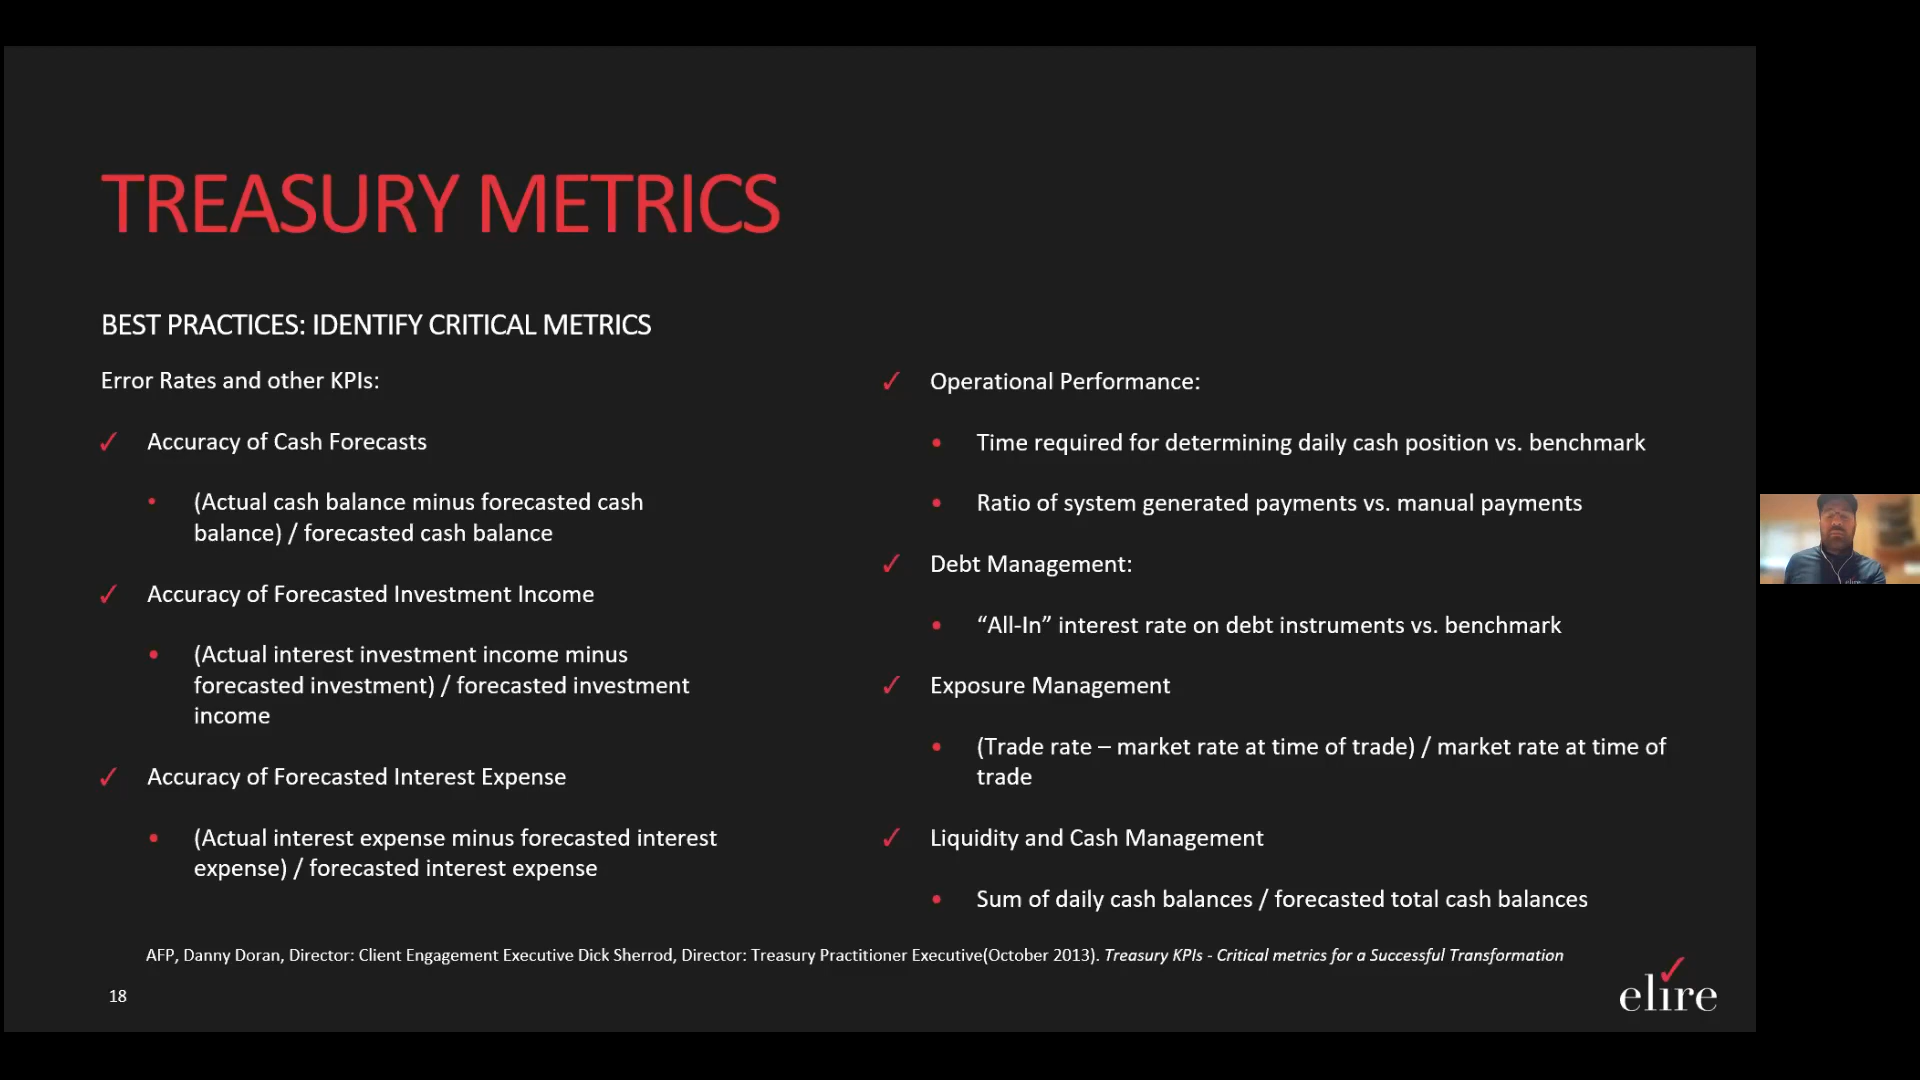 TREASURY METRICS
BEST PRACTICES: IDENTIFY CRITICAL METRICS
Error Rates and other KPIs:
✓ Accuracy of Cash Forecasts
• (Actual cash balance minus forecasted cash
balance) / forecasted cash balance
✓ Accuracy of Forecasted Investment Income
• (Actual interest investment income minus
forecasted investment) / forecasted investment
income
✓ Accuracy of Forecasted Interest Expense
• (Actual interest expense minus forecasted interest
expense) / forecasted interest expense
✓ Operational Performance:
• Time required for determining daily cash position vs. benchmark
• Ratio of system generated payments vs. manual payments
✓ Debt Management:
• “All-In” interest rate on debt instruments vs. benchmark
✓ Exposure Management
• (Trade rate – market rate at time of trade) / market rate at time of
trade
✓ Liquidity and Cash Management
• Sum of daily cash balances / forecasted total cash balances
AFP, Danny Doran, Director: Client Engagement Executive Dick Sherrod, Director: Treasury Practitioner Executive(October 2013). Treasury KPIs - Critical metrics for a Successful Transformation
18
elire
elire